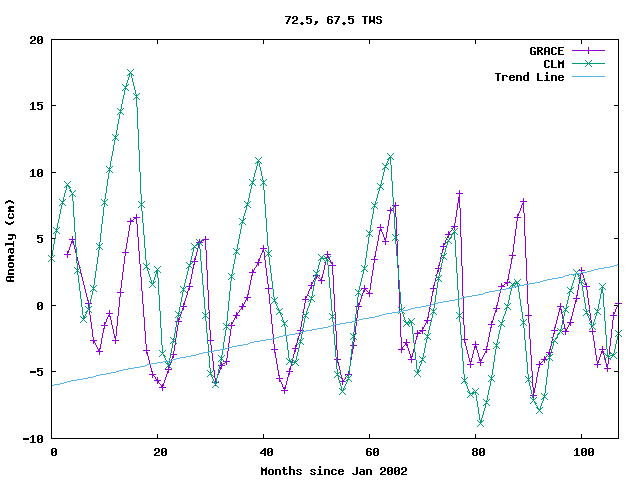 72.5, 67.5 TWS
GRACE
CLM
Trend Line
20
15
10
5
0
-5
-10
Anomaly (cm)
0 20 40 60 80 100
Months since Jan 2002